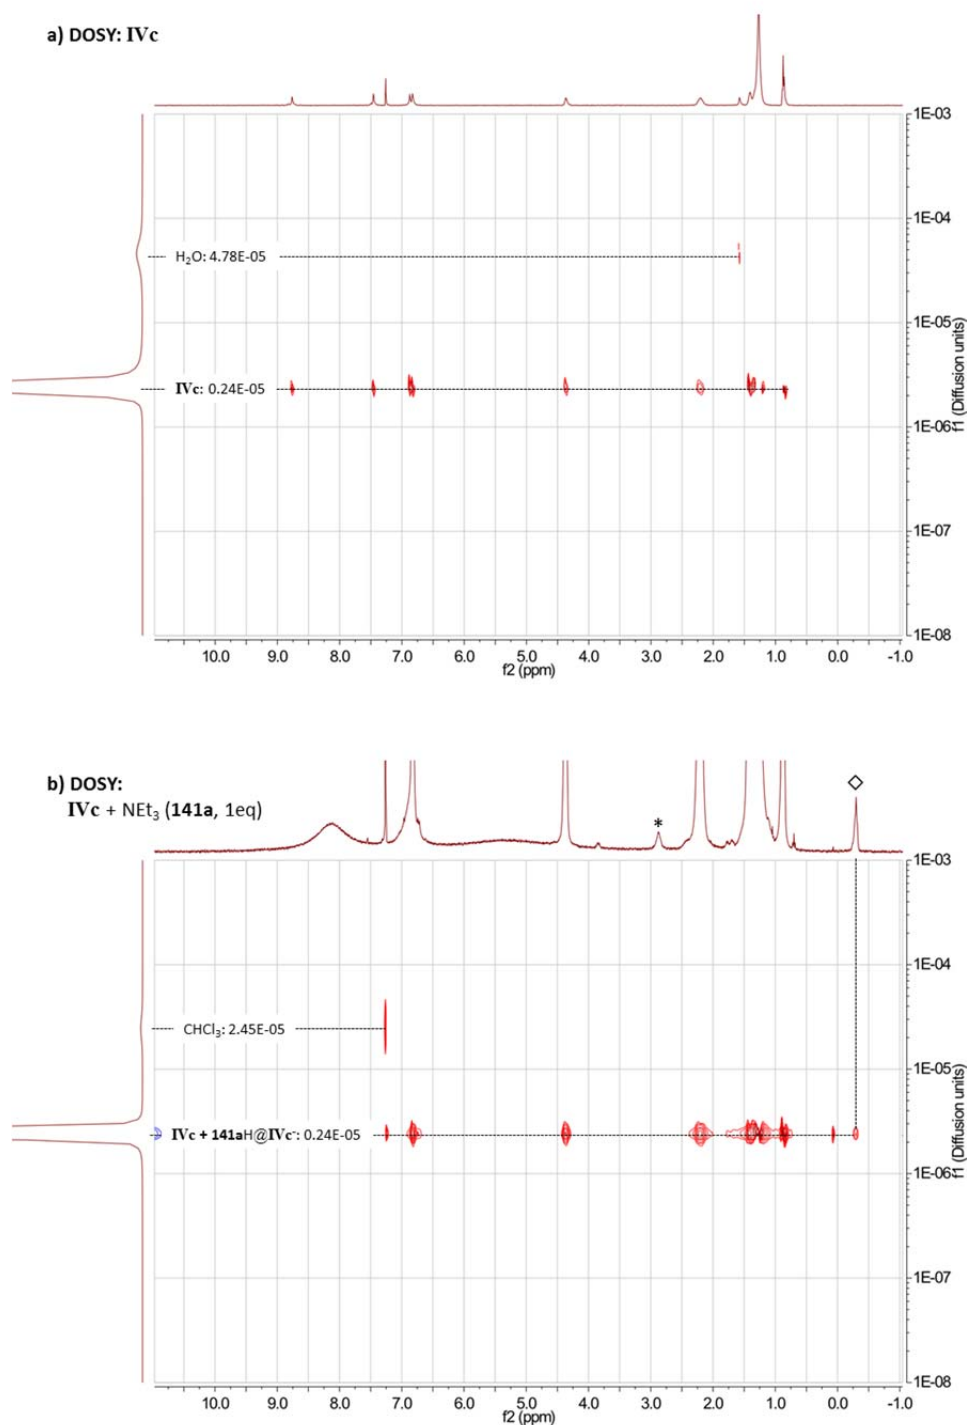 a) DOSY: IVc
1E-03
1E-04
H₂O: 4.78E-05
1E-05
IVc: 0.24E-05
1E-06
1E-07
1E-08
f1 (Diffusion units)
10.0 9.0 8.0 7.0 6.0 5.0 4.0 3.0 2.0 1.0 0.0 -1.0
f2 (ppm)
b) DOSY:
IVc + NEt₃ (141a, 1eq)
*
◇
1E-03
1E-04
CHCl₃: 2.45E-05
1E-05
IVc + 141aH@IVc⁻: 0.24E-05
1E-06
1E-07
1E-08
f1 (Diffusion units)
10.0 9.0 8.0 7.0 6.0 5.0 4.0 3.0 2.0 1.0 0.0 -1.0
f2 (ppm)